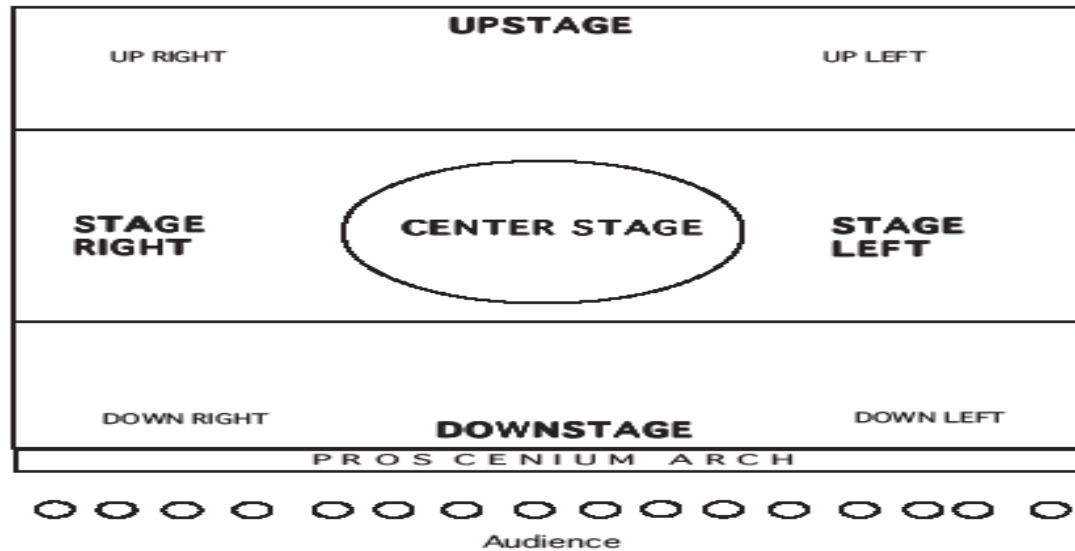 UPSTAGE
UP RIGHT
UP LEFT
STAGE
RIGHT
CENTER STAGE
STAGE
LEFT
DOWN RIGHT
DOWNSTAGE
DOWN LEFT
PROSCENIUM ARCH
Audience